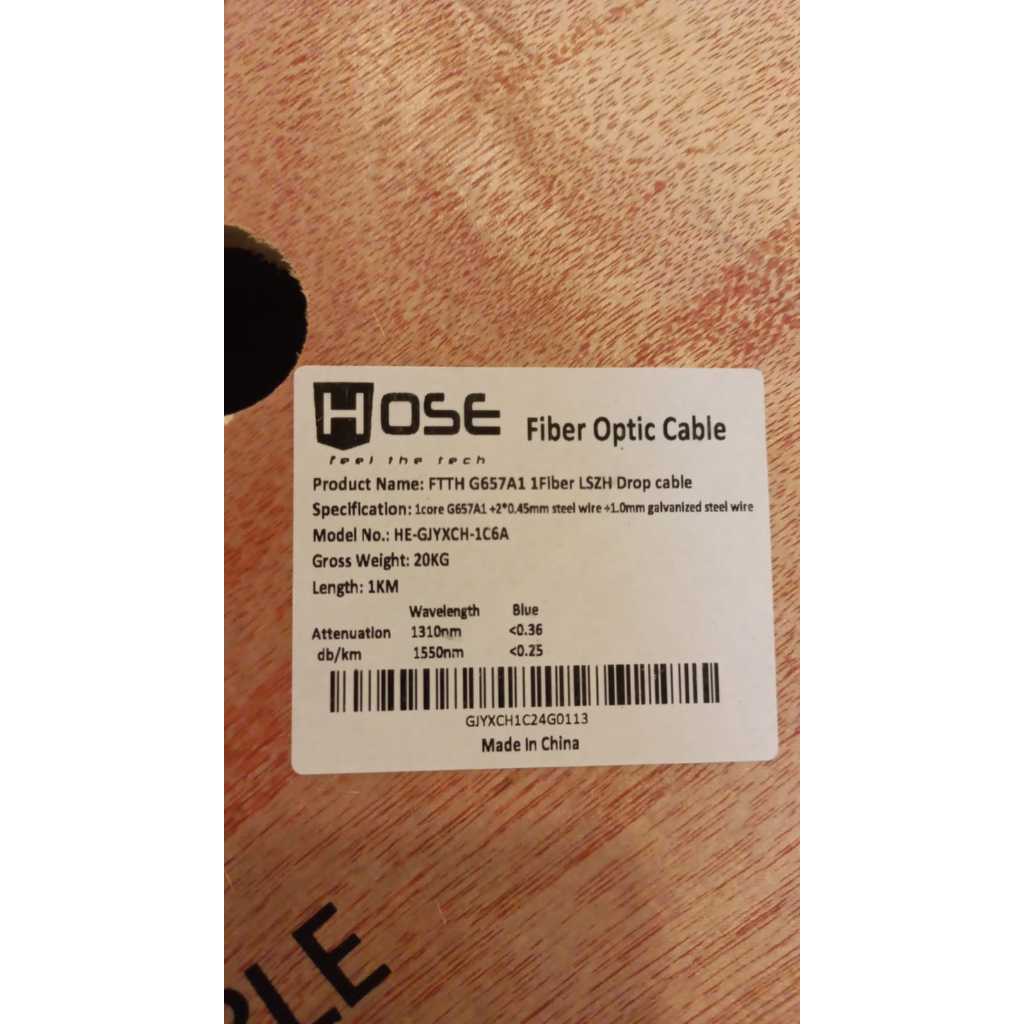 HOSE
feel the tech
Fiber Optic Cable
Product Name: FTTH G657A1 1Fiber LSZH Drop cable
Specification: 1core G657A1 +2*0.45mm steel wire +1.0mm galvanized steel wire
Model No.: HE-GJYXCH-1C6A
Gross Weight: 20KG
Length: 1KM
Wavelength Blue
Attenuation 1310nm <0.36
db/km 1550nm <0.25
GJYXCH1C24G0113
Made In China
PLE